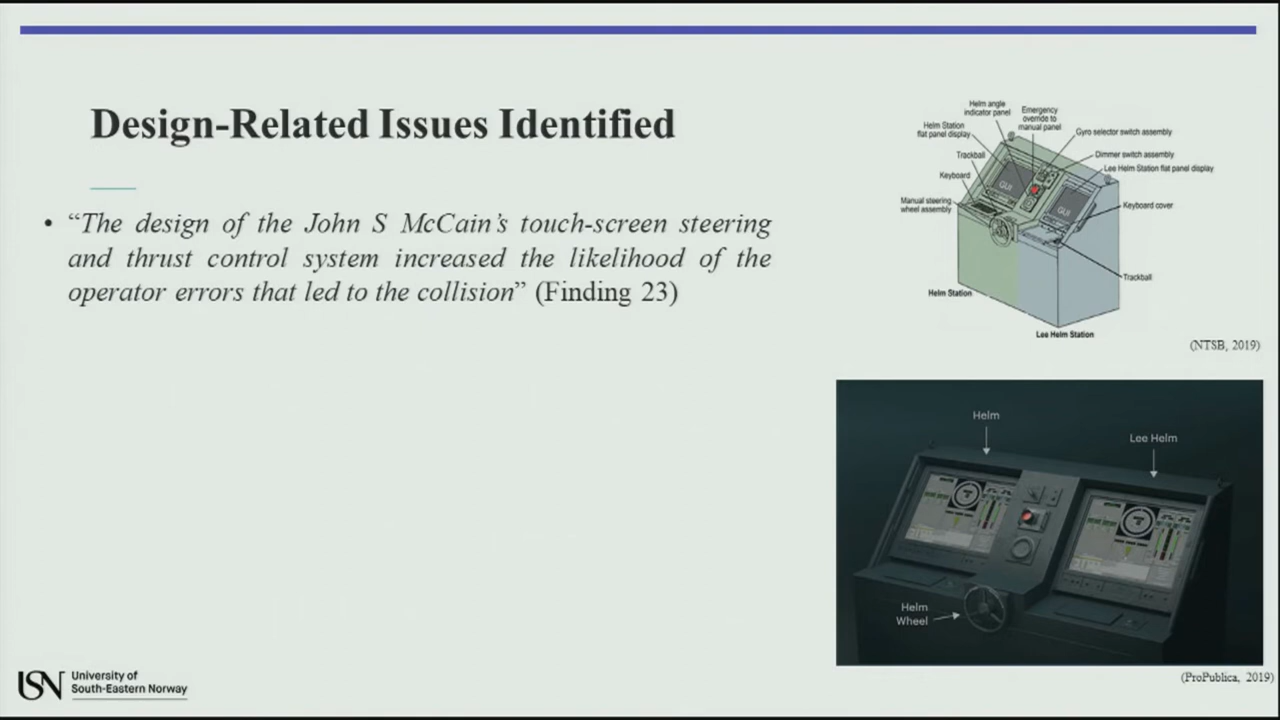 Design-Related Issues Identified
• “The design of the John S McCain’s touch-screen steering
and thrust control system increased the likelihood of the
operator errors that led to the collision” (Finding 23)
Helm angle
indicator panel
Emergency
override to
manual panel
Helm Station
flat panel display
Gyro selector switch assembly
Trackball
Dimmer switch assembly
Lee Helm Station flat panel display
Keyboard
GUI
Manual steering
wheel assembly
Keyboard cover
GUI
Trackball
Helm Station
Lee Helm Station
(NTSB, 2019)
Helm
Lee Helm
Helm
Wheel
(ProPublica, 2019)
USN University of
South-Eastern Norway